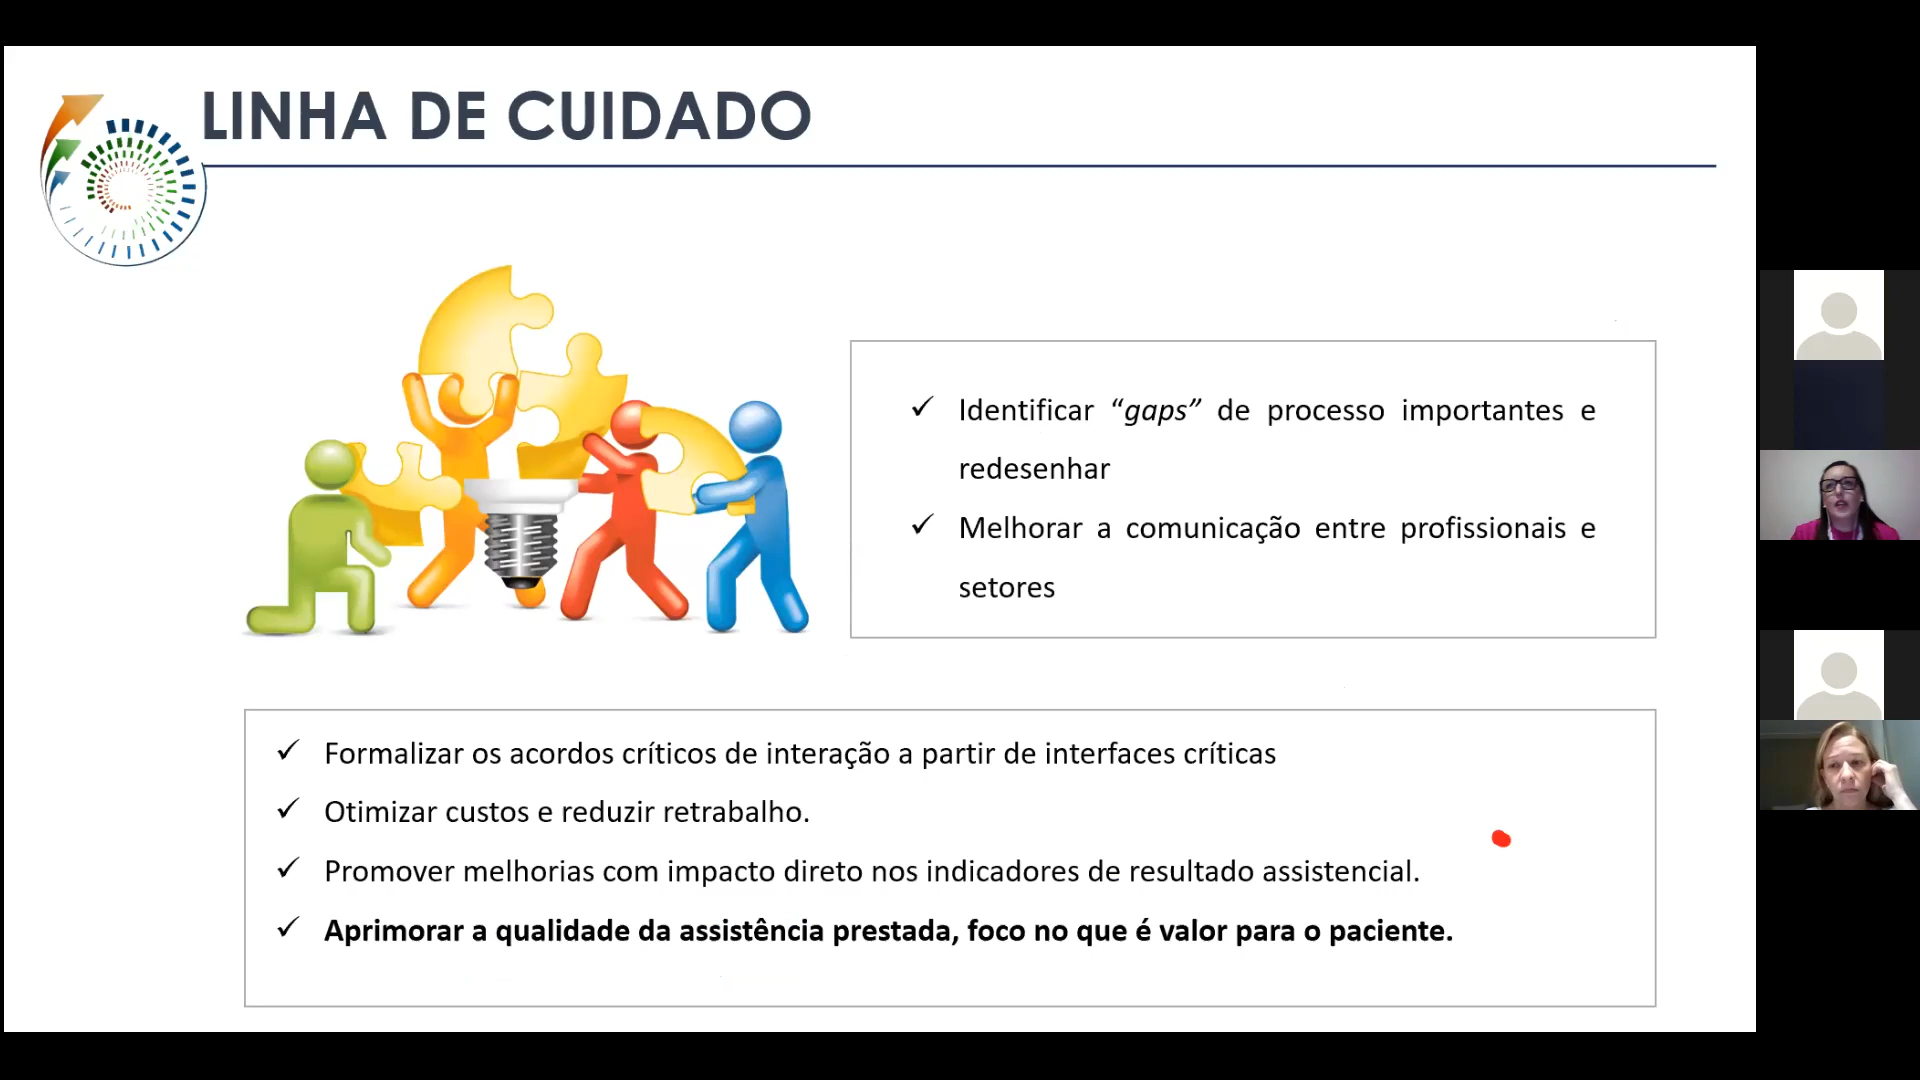 LINHA DE CUIDADO
✓ Identificar “gaps” de processo importantes e
redesenhar
✓ Melhorar a comunicação entre profissionais e
setores
✓ Formalizar os acordos críticos de interação a partir de interfaces críticas
✓ Otimizar custos e reduzir retrabalho.
✓ Promover melhorias com impacto direto nos indicadores de resultado assistencial.
✓ Aprimorar a qualidade da assistência prestada, foco no que é valor para o paciente.